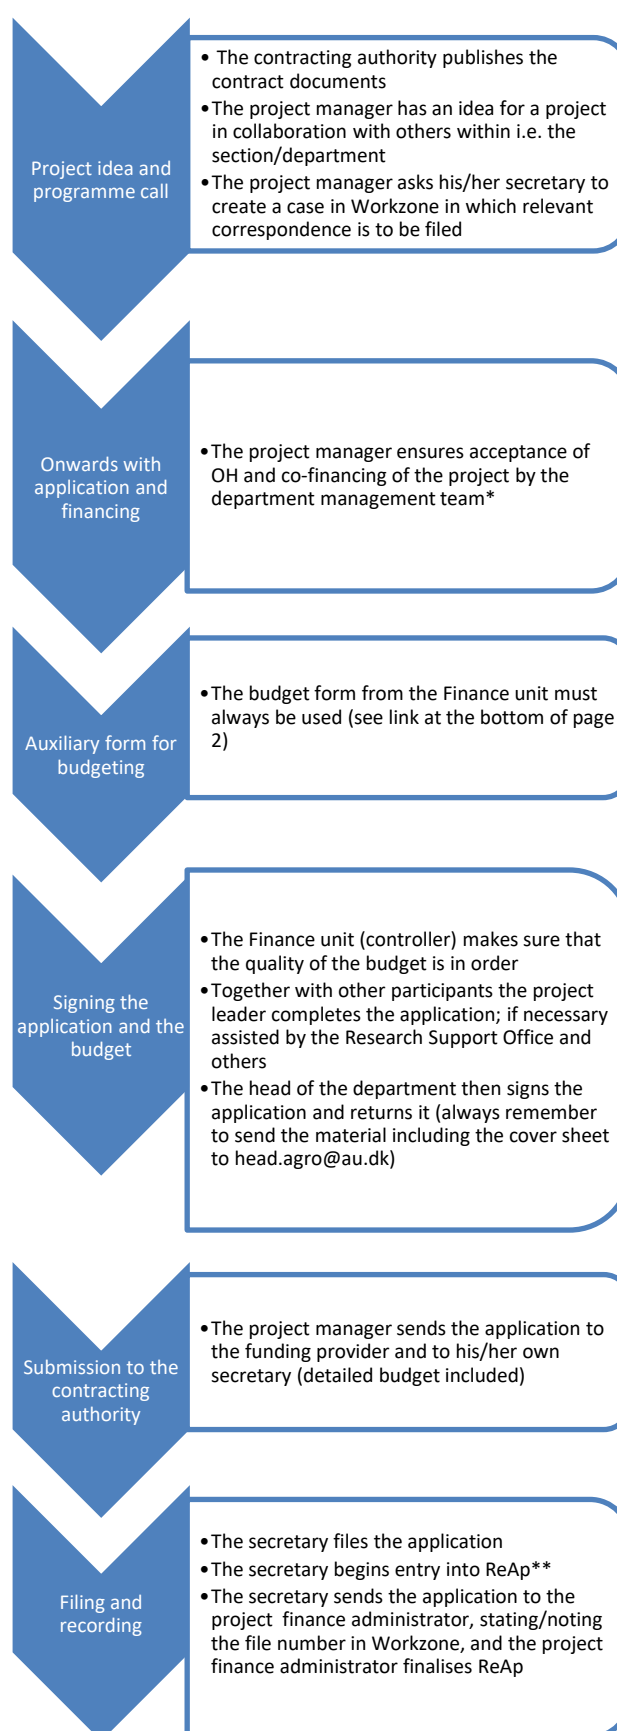 Project idea and
programme call
• The contracting authority publishes the
contract documents
•The project manager has an idea for a project
in collaboration with others within i.e. the
section/department
•The project manager asks his/her secretary to
create a case in Workzone in which relevant
correspondence is to be filed
Onwards with
application and
financing
•The project manager ensures acceptance of
OH and co-financing of the project by the
department management team*
Auxiliary form for
budgeting
•The budget form from the Finance unit must
always be used (see link at the bottom of page
2)
Signing the
application and the
budget
•The Finance unit (controller) makes sure that
the quality of the budget is in order
•Together with other participants the project
leader completes the application; if necessary
assisted by the Research Support Office and
others
•The head of the department then signs the
application and returns it (always remember
to send the material including the cover sheet
to head.agro@au.dk)
Submission to the
contracting
authority
•The project manager sends the application to
the funding provider and to his/her own
secretary (detailed budget included)
Filing and
recording
•The secretary files the application
•The secretary begins entry into ReAp**
•The secretary sends the application to the
project  finance administrator, stating/noting
the file number in Workzone, and the project
finance administrator finalises ReAp